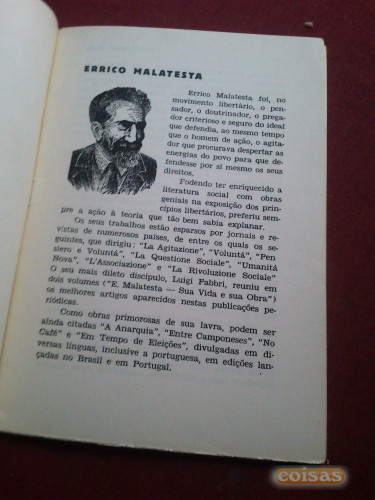 ERRICO MALATESTA
Errico Malatesta foi, no
movimento libertário, o pen-
sador, o doutrinador, o prega-
dor criterioso e seguro do ideal
que defendia, ao mesmo tempo
que o homem de ação, o agita-
dor que procurava despertar as
energias do povo para que de-
fendesse por si mesmo os seus
direitos.
Podendo ter enriquecido a
literatura social com obras
geniais na exposição dos prin-
cípios libertários, preferiu sem-
pre a ação à teoria que tão bem sabia explanar.
Os seus trabalhos estão esparsos por jornais e re-
vistas de numerosos países, de entre os quais os se-
guintes, que dirigiu: "La Agitazione", "Voluntá", "Pen
siero e Voluntá", "La Questione Sociale", "Umanitá
Nova", "L'Associazione" e "La Rivoluzione Sociale"
O seu mais dileto discípulo, Luigi Fabbri, reuniu em
dois volumes ("E. Malatesta — Sua Vida e sua Obra")
os melhores artigos aparecidos nestas publicações pe-
riódicas.
Como obras primorosas de sua lavra, podem ser
ainda citadas "A Anarquia", "Entre Camponeses", "No
Café" e "Em Tempo de Eleições", divulgadas em di-
versas línguas, inclusive a portuguesa, em edições lan-
çadas no Brasil e em Portugal.
coisas